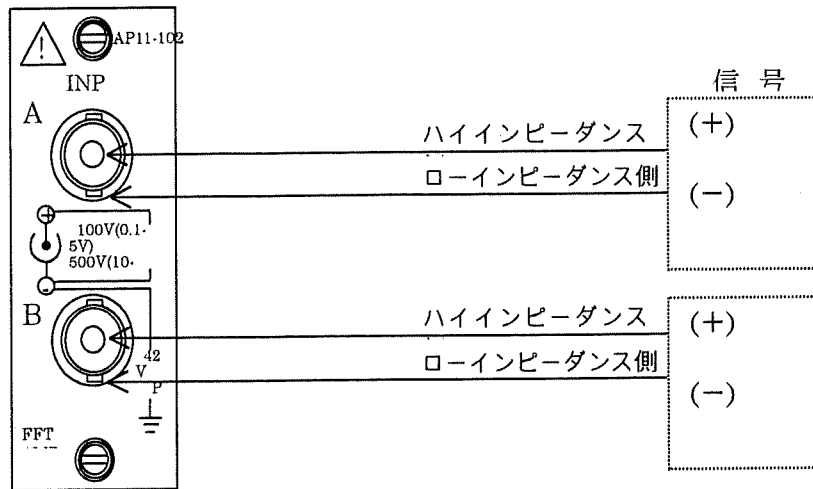 AP11-102
INP
A
100V(0.1-
5V)
500V(10-
B
42
V
P
FFT
信号
ハイインピーダンス
(+)
ローインピーダンス側
(-)
ハイインピーダンス
(+)
ローインピーダンス側
(-)